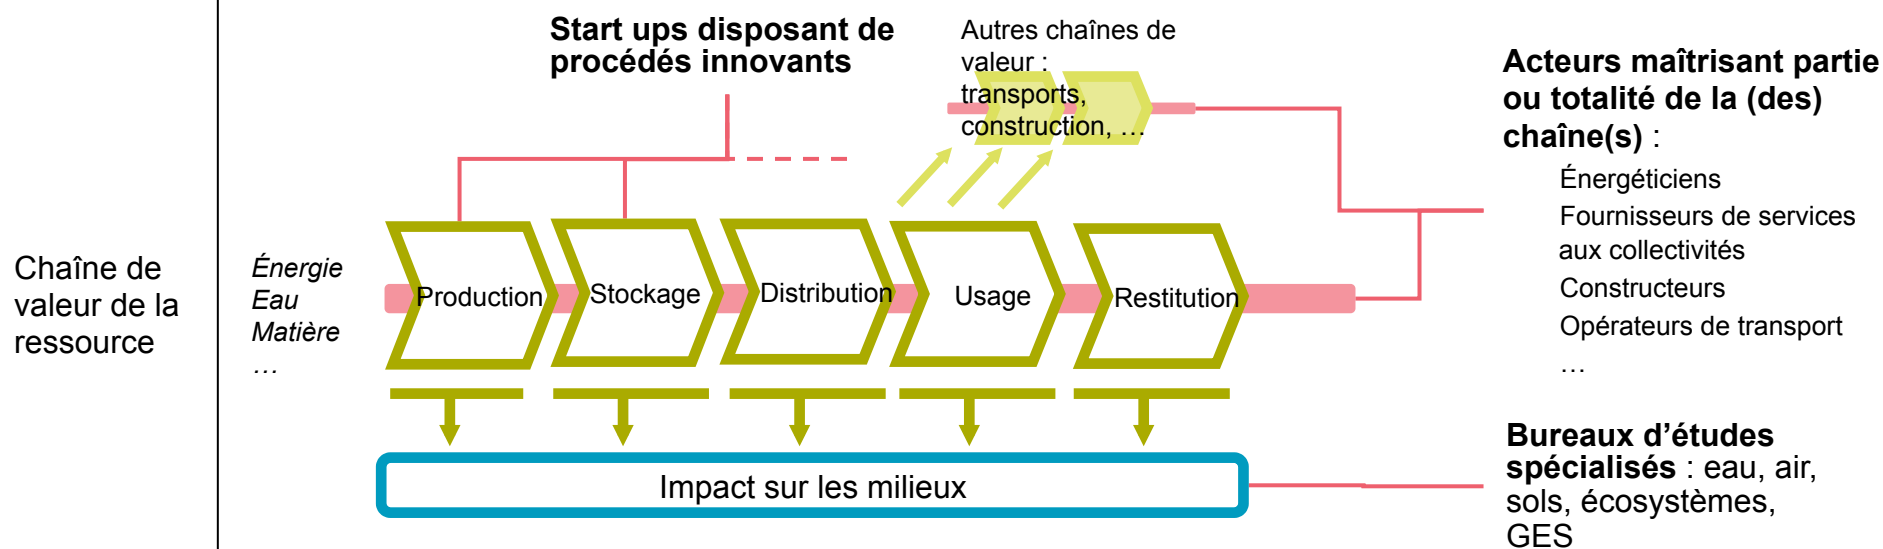 Chaîne de
valeur de la
ressource
Énergie
Eau
Matière
…
Start ups disposant de
procédés innovants
Autres chaînes de
valeur :
transports,
construction, …
Production
Stockage
Distribution
Usage
Restitution
Impact sur les milieux
Acteurs maîtrisant partie
ou totalité de la (des)
chaîne(s) :
Énergéticiens
Fournisseurs de services
aux collectivités
Constructeurs
Opérateurs de transport
…
Bureaux d’études
spécialisés : eau, air,
sols, écosystèmes,
GES